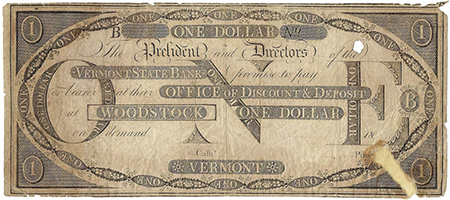 1 B ONE DOLLAR No. 1
The President and Directors of the
VERMONT STATE BANK promise to pay
or bearer at their OFFICE OF DISCOUNT & DEPOSIT B
at WOODSTOCK ONE DOLLAR
on demand. 18
ONE
Cash
1 VERMONT 1
ONE ONE ONE ONE